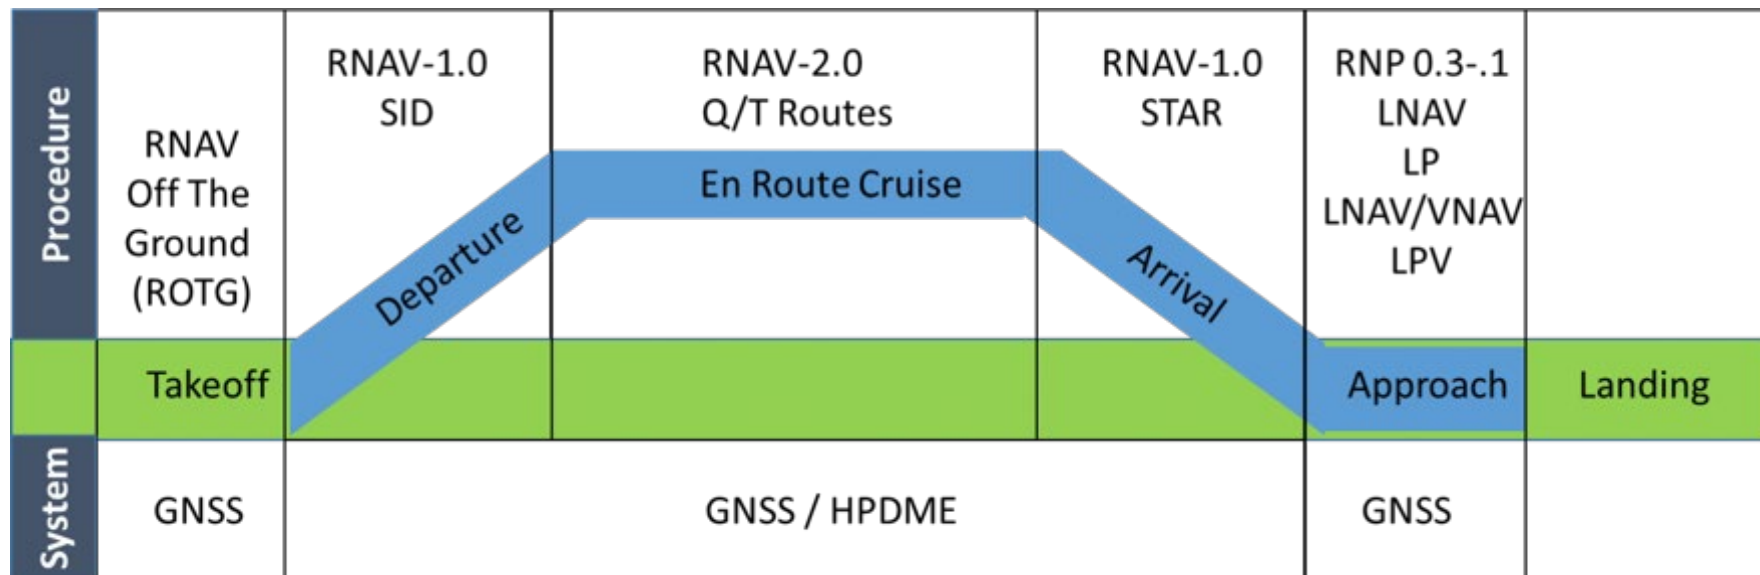 Procedure
RNAV
Off The
Ground
(ROTG)
RNAV-1.0
SID
RNAV-2.0
Q/T Routes
RNAV-1.0
STAR
RNP 0.3-.1
LNAV
LP
LNAV/VNAV
LPV
Departure
En Route Cruise
Arrival
Takeoff
Approach
Landing
System
GNSS
GNSS / HPDME
GNSS